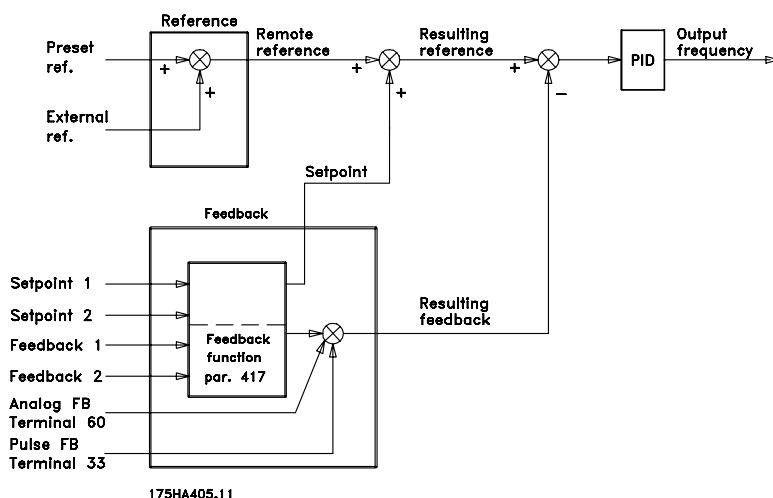 Reference
Preset
ref.
+
+
External
ref.
Remote
reference
+
+
Resulting
reference
+
−
PID
Output
frequency
Setpoint
Feedback
Setpoint 1
Setpoint 2
Feedback 1
Feedback 2
Feedback
function
par. 417
Analog FB
Terminal 60
Pulse FB
Terminal 33
Resulting
feedback
175HA405.11